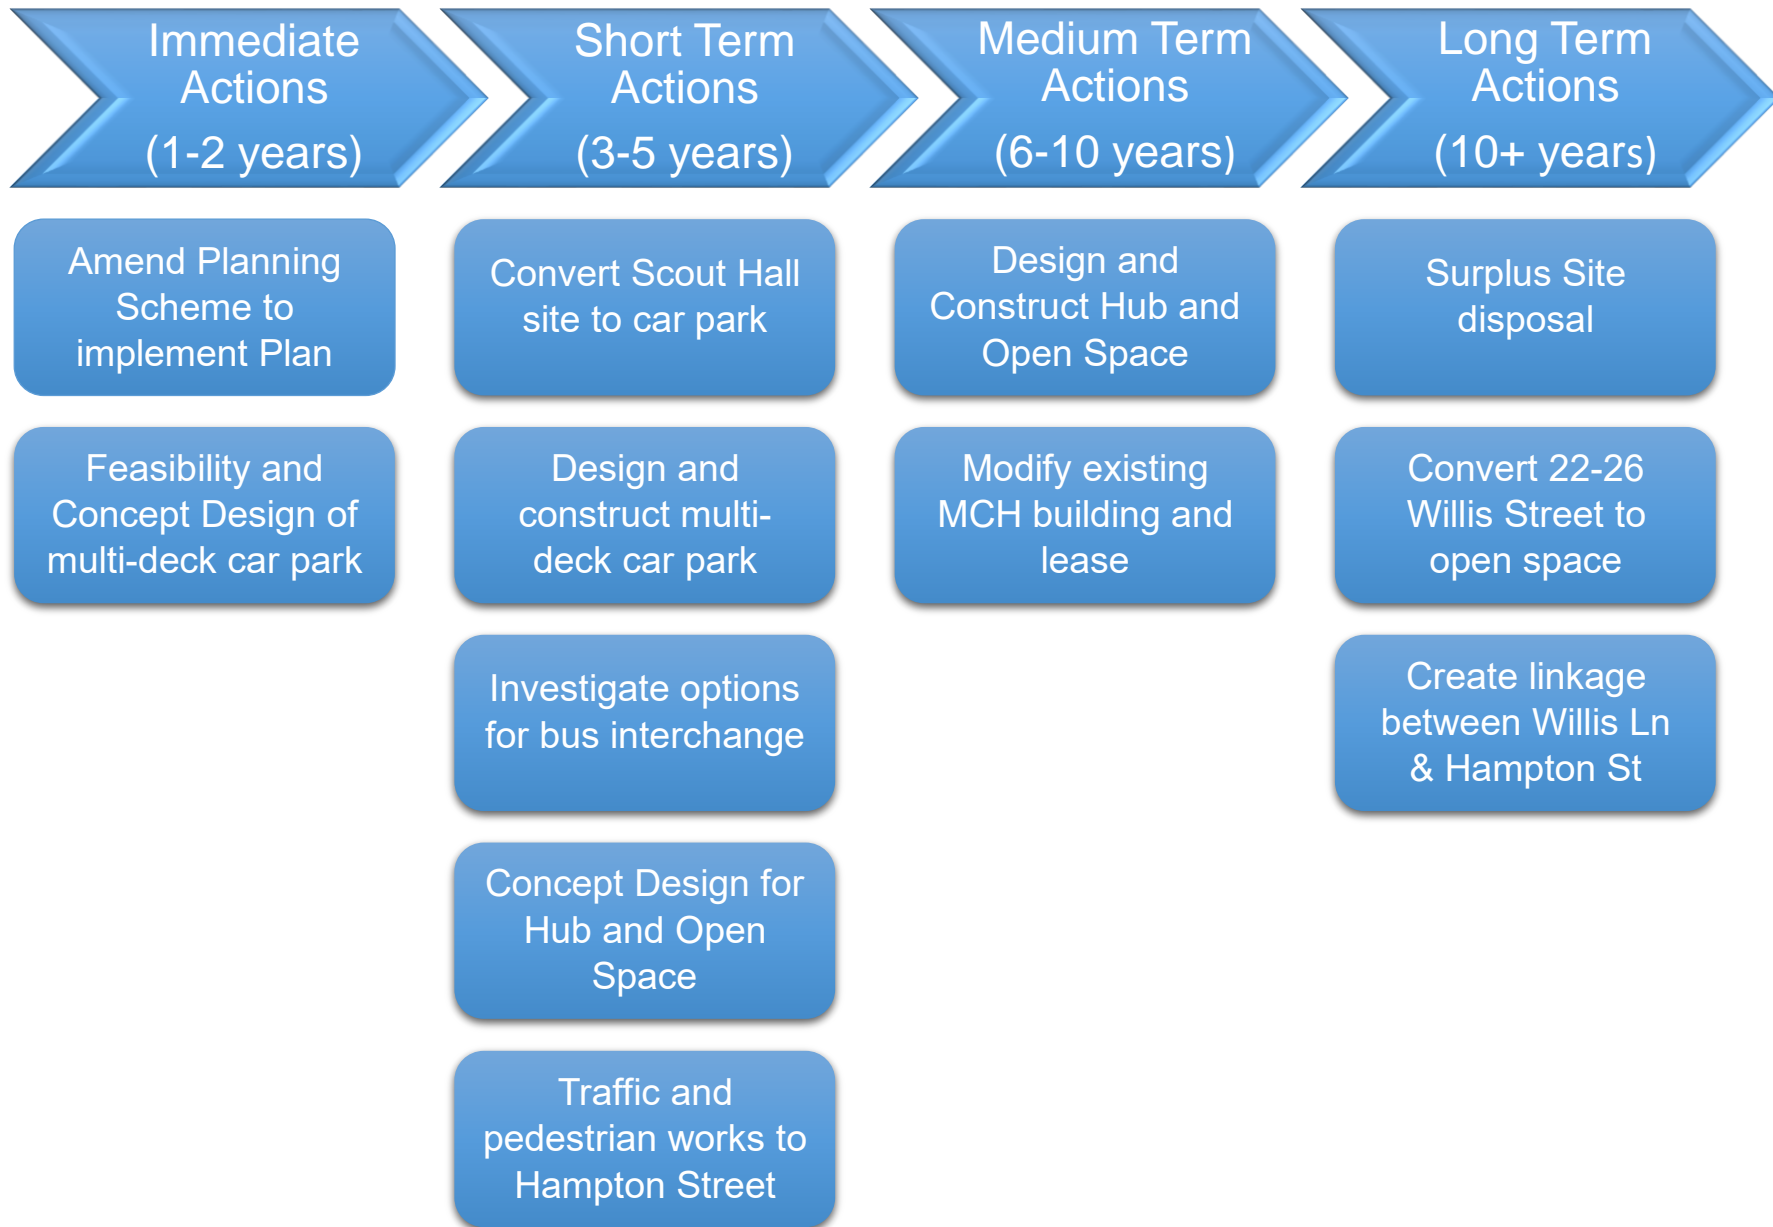 Immediate
Actions
(1-2 years)
Short Term
Actions
(3-5 years)
Medium Term
Actions
(6-10 years)
Long Term
Actions
(10+ years)
Amend Planning
Scheme to
implement Plan
Feasibility and
Concept Design of
multi-deck car park
Convert Scout Hall
site to car park
Design and
construct multi-
deck car park
Investigate options
for bus interchange
Concept Design for
Hub and Open
Space
Traffic and
pedestrian works to
Hampton Street
Design and
Construct Hub and
Open Space
Modify existing
MCH building and
lease
Surplus Site
disposal
Convert 22-26
Willis Street to
open space
Create linkage
between Willis Ln
& Hampton St